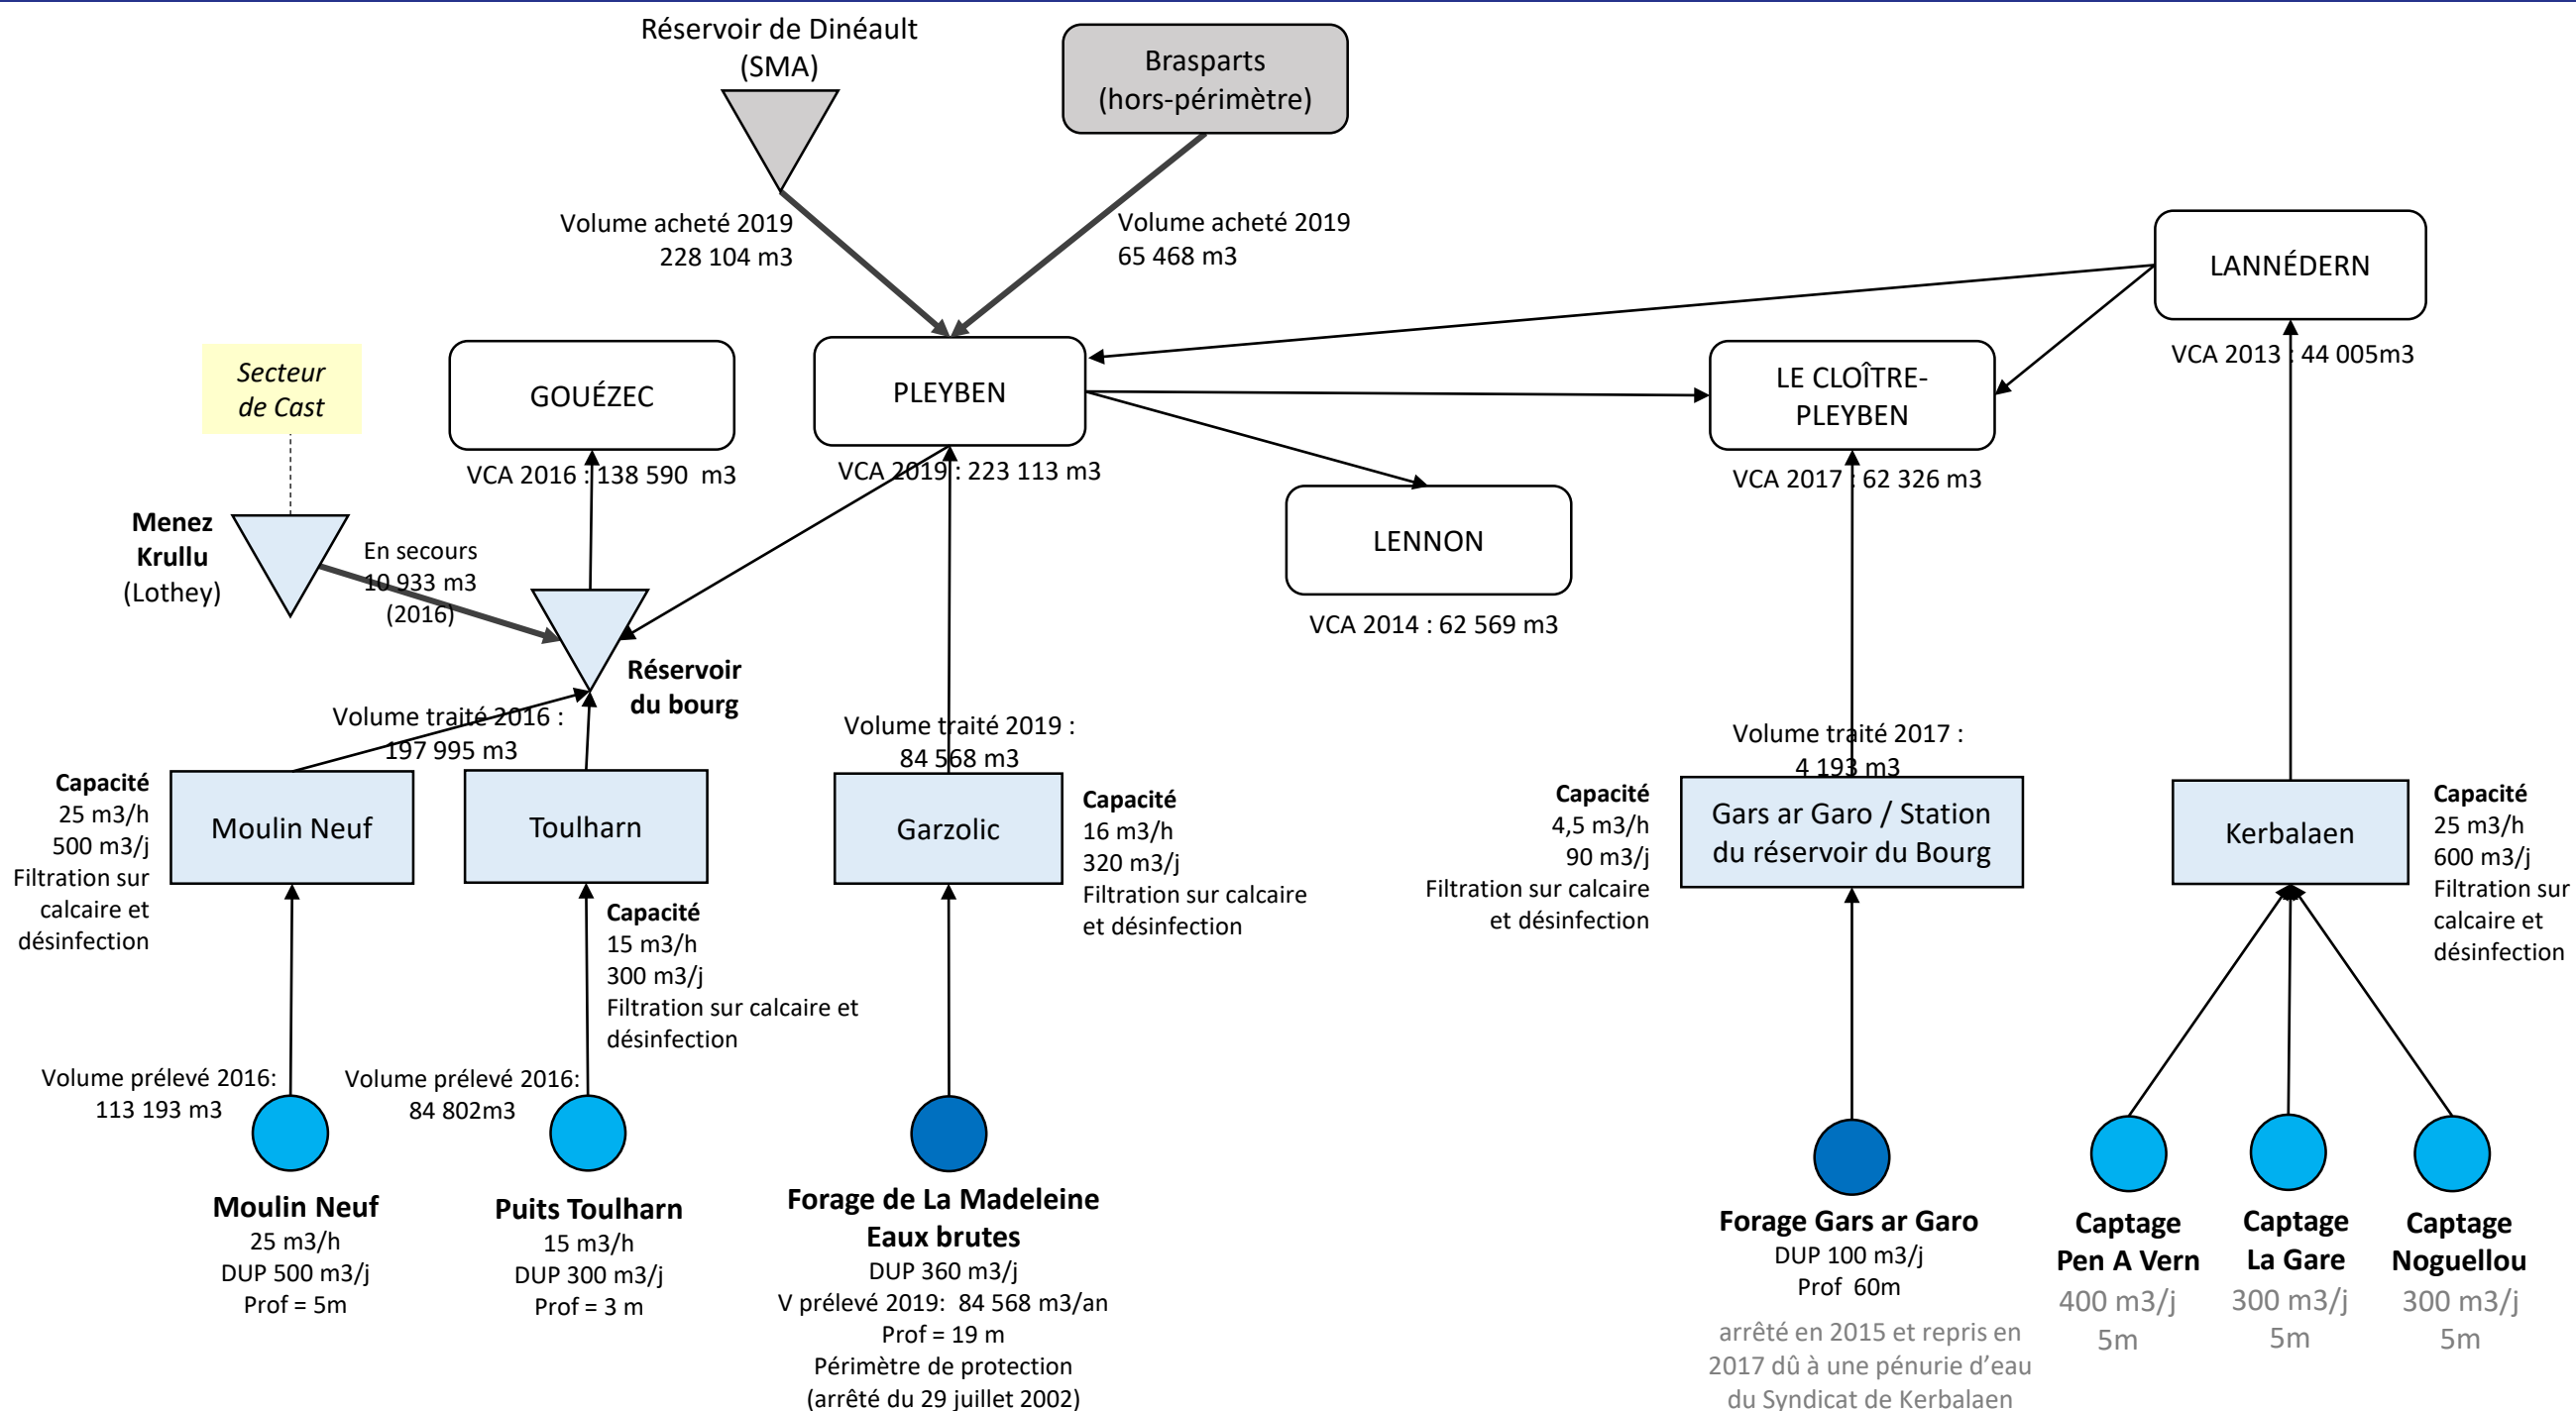 Réservoir de Dinéault
(SMA)
Brasparts
(hors-périmètre)
Volume acheté 2019
228 104 m3
Volume acheté 2019
65 468 m3
LANNÉDERN
VCA 2013 : 44 005m3
Secteur
de Cast
GOUÉZEC
VCA 2016 : 138 590 m3
PLEYBEN
VCA 2019 : 223 113 m3
LE CLOÎTRE-
PLEYBEN
VCA 2017 : 62 326 m3
LENNON
VCA 2014 : 62 569 m3
Menez
Krullu
(Lothey)
En secours
10 933 m3
(2016)
Réservoir
du bourg
Volume traité 2016 :
197 995 m3
Volume traité 2019 :
84 568 m3
Volume traité 2017 :
4 193 m3
Capacité
25 m3/h
500 m3/j
Filtration sur
calcaire et
désinfection
Moulin Neuf
Toulharn
Capacité
15 m3/h
300 m3/j
Filtration sur calcaire et
désinfection
Garzolic
Capacité
16 m3/h
320 m3/j
Filtration sur calcaire
et désinfection
Capacité
4,5 m3/h
90 m3/j
Filtration sur calcaire
et désinfection
Gars ar Garo / Station
du réservoir du Bourg
Kerbalaen
Capacité
25 m3/h
600 m3/j
Filtration sur
calcaire et
désinfection
Volume prélevé 2016:
113 193 m3
Volume prélevé 2016:
84 802m3
Moulin Neuf
25 m3/h
DUP 500 m3/j
Prof = 5m
Puits Toulharn
15 m3/h
DUP 300 m3/j
Prof = 3 m
Forage de La Madeleine
Eaux brutes
DUP 360 m3/j
V prélevé 2019: 84 568 m3/an
Prof = 19 m
Périmètre de protection
(arrêté du 29 juillet 2002)
Forage Gars ar Garo
DUP 100 m3/j
Prof 60m
arrêté en 2015 et repris en
2017 dû à une pénurie d’eau
du Syndicat de Kerbalaen
Captage
Pen A Vern
400 m3/j
5m
Captage
La Gare
300 m3/j
5m
Captage
Noguellou
300 m3/j
5m